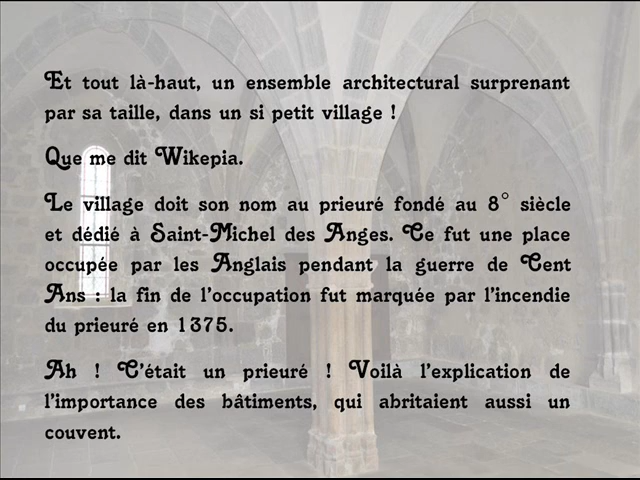 Et tout là-haut, un ensemble architectural surprenant
par sa taille, dans un si petit village !
Que me dit Wikepia.
Le village doit son nom au prieuré fondé au 8° siècle
et dédié à Saint-Michel des Anges. Ce fut une place
occupée par les Anglais pendant la guerre de Cent
Ans : la fin de l'occupation fut marquée par l'incendie
du prieuré en 1375.
Ah ! C'était un prieuré ! Voilà l'explication de
l'importance des bâtiments, qui abritaient aussi un
couvent.